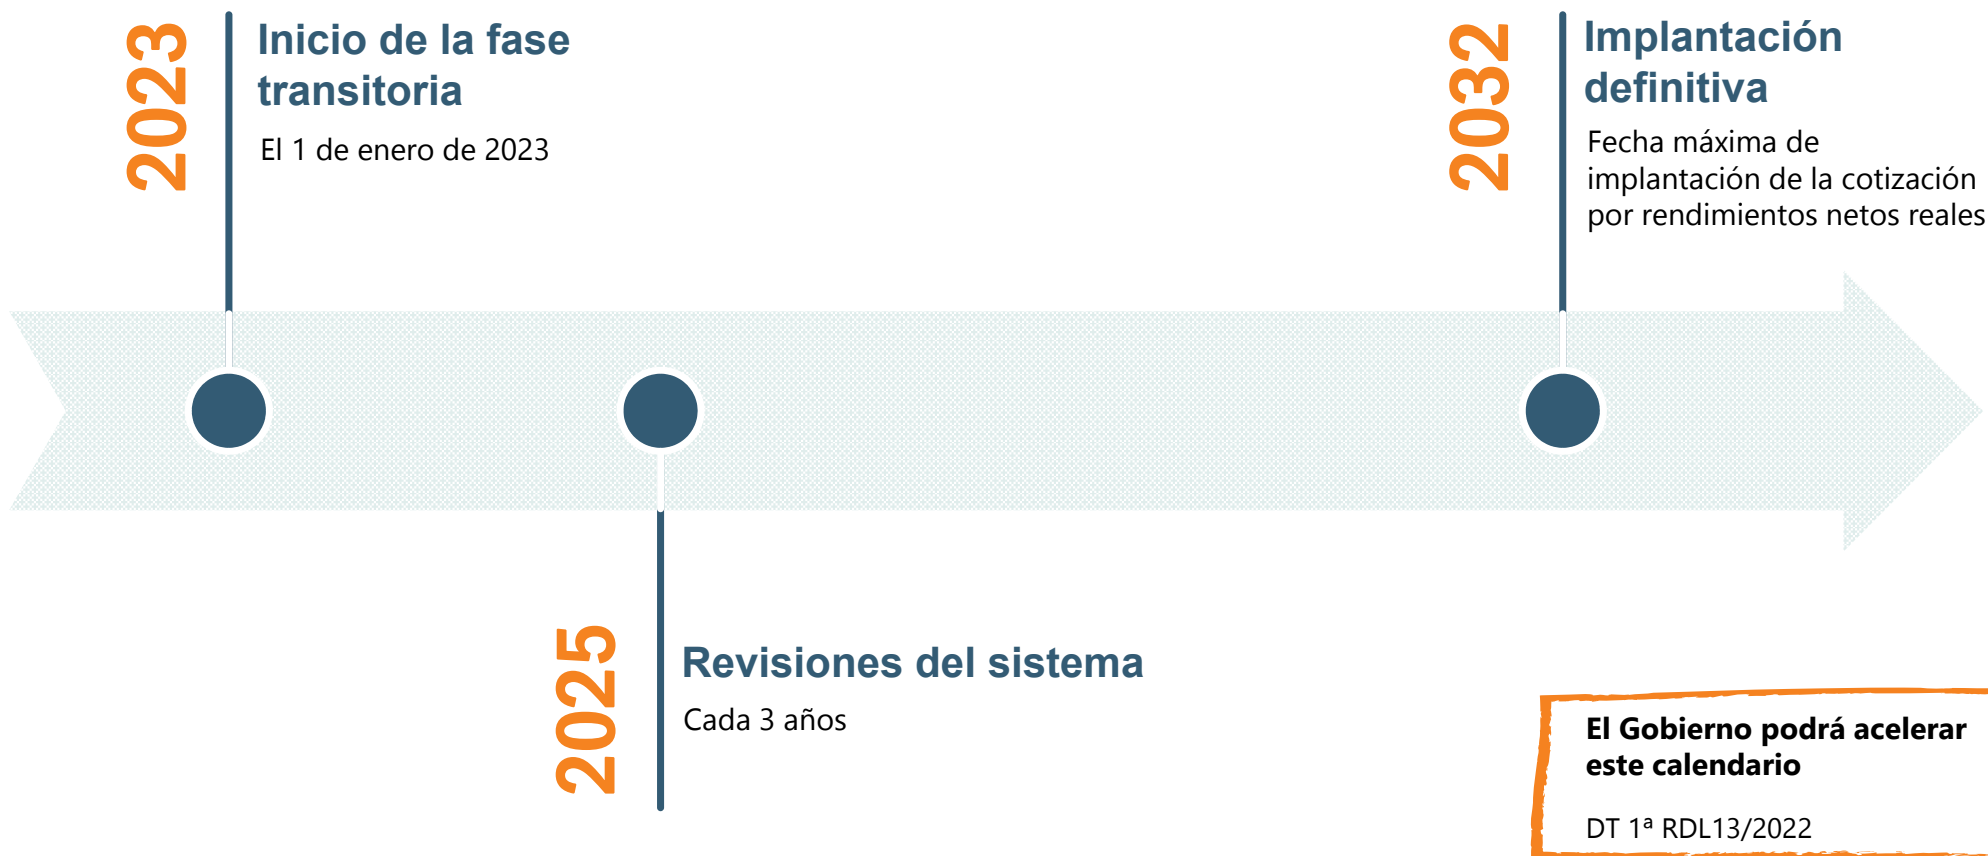 2023
Inicio de la fase
transitoria
El 1 de enero de 2023
2025
Revisiones del sistema
Cada 3 años
2032
Implantación
definitiva
Fecha máxima de
implantación de la cotización
por rendimientos netos reales
El Gobierno podrá acelerar
este calendario
DT 1ª RDL13/2022